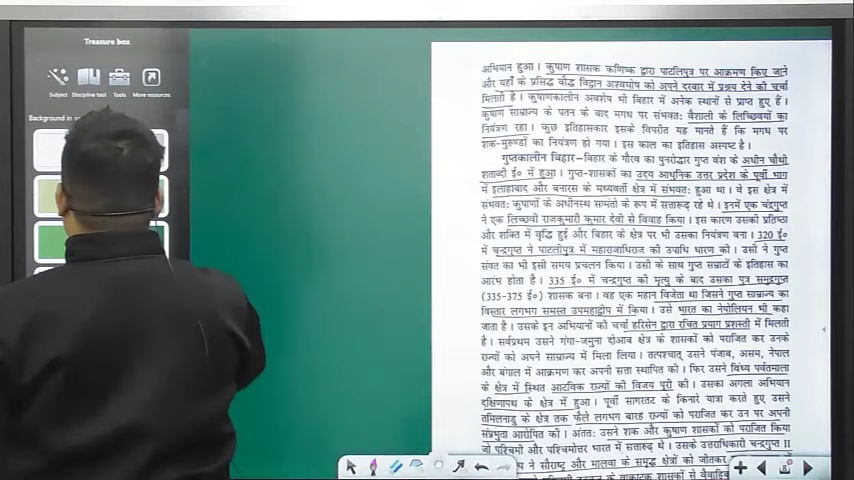 Treasure box
Subject Discipline tool Tools More resources
Background in
अभियान हुआ। कुषाण शासक कनिष्क द्वारा पाटलिपुत्र पर आक्रमण किए जाने
और यहाँ के प्रसिद्ध बौद्ध विद्वान अश्वघोष को अपने दरबार में प्रश्रय देने की चर्चा
मिलती है। कुषाणकालीन अवशेष भी बिहार में अनेक स्थानों से प्राप्त हुए हैं।
कुषाण साम्राज्य के पतन के बाद मगध पर संभवत: वैशाली के लिच्छिवयों का
नियंत्रण रहा। कुछ इतिहासकार इसके विपरीत यह मानते हैं कि मगध पर
शक-मुरुण्डों का नियंत्रण हो गया। इस काल का इतिहास अस्पष्ट है।
गुप्तकालीन बिहार–बिहार के गौरव का पुनरोद्धार गुप्त वंश के अधीन चौथी
शताब्दी ई० में हुआ। गुप्त-शासकों का उदय आधुनिक उत्तर प्रदेश के पूर्वी भाग
में इलाहाबाद और बनारस के मध्यवर्ती क्षेत्र में संभवत: हुआ था। वे इस क्षेत्र में
संभवत: कुषाणों के अधीनस्थ सामंतों के रूप में सत्तारूढ़ रहे थे। इनमें एक चंद्रगुप्त
ने एक लिच्छवी राजकुमारी कुमार देवी से विवाह किया। इस कारण उसकी प्रतिष्ठा
और शक्ति में वृद्धि हुई और बिहार के क्षेत्र पर भी उसका नियंत्रण बना। 320 ई०
में चन्द्रगुप्त ने पाटलीपुत्र में महाराजाधिराज की उपाधि धारण की। उसी ने गुप्त
संवत का भी इसी समय प्रचलन किया। उसी के साथ गुप्त सम्राटों के इतिहास का
आरंभ होता है। 335 ई० में चन्द्रगुप्त की मृत्यु के बाद उसका पुत्र समुद्रगुप्त
(335-375 ई०) शासक बना। वह एक महान विजेता था जिसने गुप्त साम्राज्य का
विस्तार लगभग समस्त उपमहाद्वीप में किया। उसे भारत का नेपोलियन भी कहा
जाता है। उसके इन अभियानों की चर्चा हरिसेन द्वारा रचित प्रयाग प्रशस्ती में मिलती
है। सर्वप्रथम उसने गंगा-जमुना दोआब क्षेत्र के शासकों को पराजित कर उनके
राज्यों को अपने साम्राज्य में मिला लिया। तत्पश्चात् उसने पंजाब, असम, नेपाल
और बंगाल में आक्रमण कर अपनी सत्ता स्थापित की। फिर उसने विंध्य पर्वतमाला
के क्षेत्र में स्थित आटविक राज्यों की विजय पूरी की। उसका अगला अभियान
दक्षिणापथ के क्षेत्र में हुआ। पूर्वी सागरतट के किनारे यात्रा करते हुए उसने
तमिलनाडु के क्षेत्र तक फैले लगभग बारह राज्यों को पराजित कर उन पर अपनी
संप्रभुता आरोपित की। अंतत: उसने शक और कुषाण शासकों को पराजित किया
जो पश्चिमी और पश्चिमोत्तर भारत में सत्तारूढ़ थे। उसके उत्तराधिकारी चन्द्रगुप्त II
ने सौराष्ट्र और मालवा के समृद्ध क्षेत्रों को जीतकर
के वाकाटक शासकों से वैवाहिक